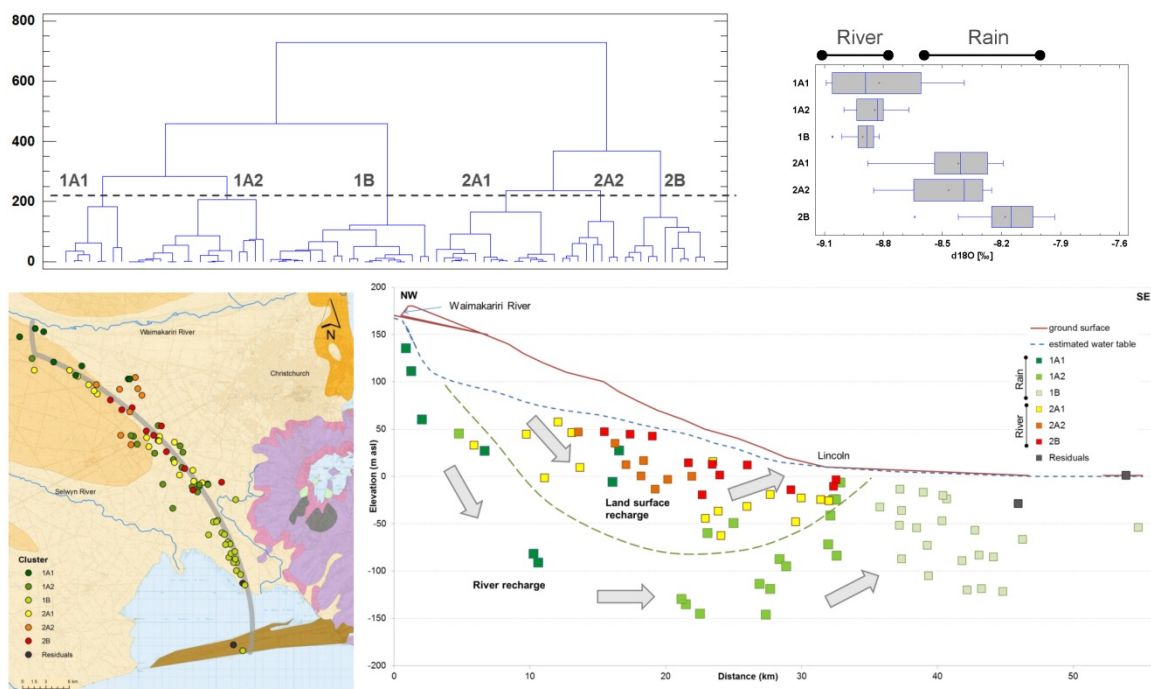 800
600
400
200
0
1A1
1A2
1B
2A1
2A2
2B
River
Rain
1A1
1A2
1B
2A1
2A2
2B
-9.1
-8.8
-8.5
-8.2
-7.9
-7.6
d18O [‰]
Waimakariri River
N
Christchurch
Selwyn River
Cluster
1A1
1A2
1B
2A1
2A2
2B
Residuals
200
150
100
50
0
-50
-100
-150
-200
Elevation (m asl)
NW
SE
Waimakariri River
ground surface
estimated water table
Rain
1A1
1A2
1B
River
2A1
2A2
2B
Residuals
Lincoln
Land surface
recharge
River recharge
0
10
20
30
40
50
Distance (km)